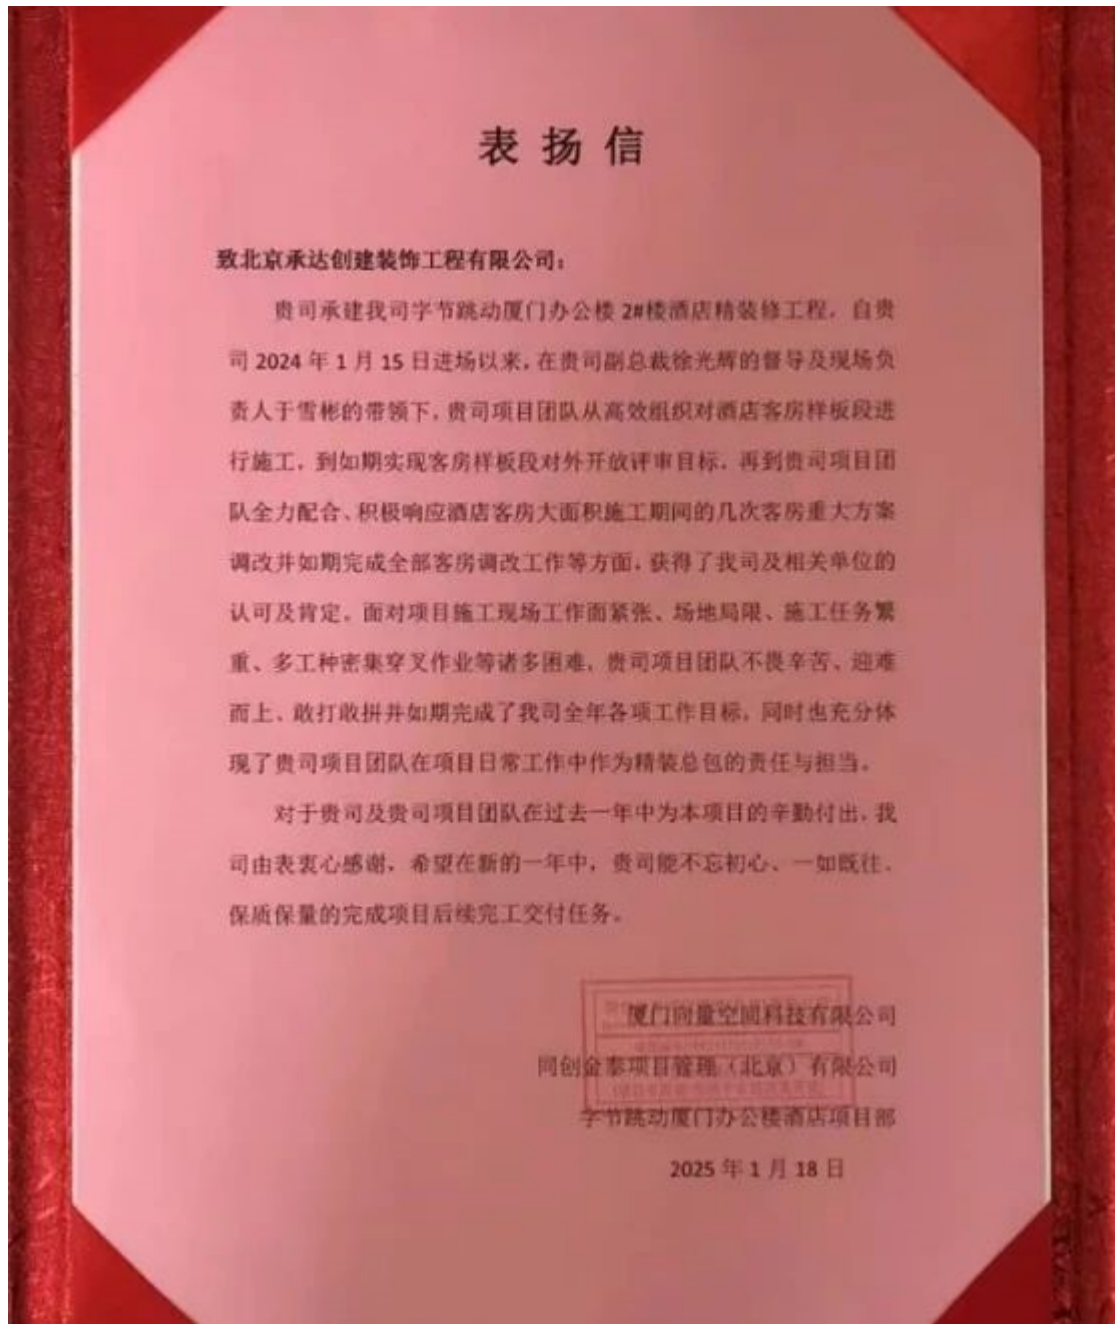 表扬信
致北京承达创建装饰工程有限公司：
贵司承建我司字节跳动厦门办公楼 2#楼酒店精装修工程，自贵
司 2024 年 1 月 15 日进场以来，在贵司副总裁徐光辉的督导及现场负
责人于雪彬的带领下，贵司项目团队从高效组织对酒店客房样板段进
行施工，到如期实现客房样板段对外开放评审目标，再到贵司项目团
队全力配合、积极响应酒店客房大面积施工期间的几次客房重大方案
调改并如期完成全部客房调改工作等方面，获得了我司及相关单位的
认可及肯定。面对项目施工现场工作面紧张、场地局限、施工任务繁
重、多工种密集穿叉作业等诸多困难，贵司项目团队不畏辛苦、迎难
而上、敢打敢拼并如期完成了我司全年各项工作目标，同时也充分体
现了贵司项目团队在项目日常工作中作为精装总包的责任与担当。
对于贵司及贵司项目团队在过去一年中为本项目的辛勤付出，我
司由表衷心感谢，希望在新的一年中，贵司能不忘初心、一如既往、
保质保量的完成项目后续完工交付任务。
厦门向量空间科技有限公司
同创金泰项目管理（北京）有限公司
字节跳动厦门办公楼酒店项目部
2025 年 1 月 18 日